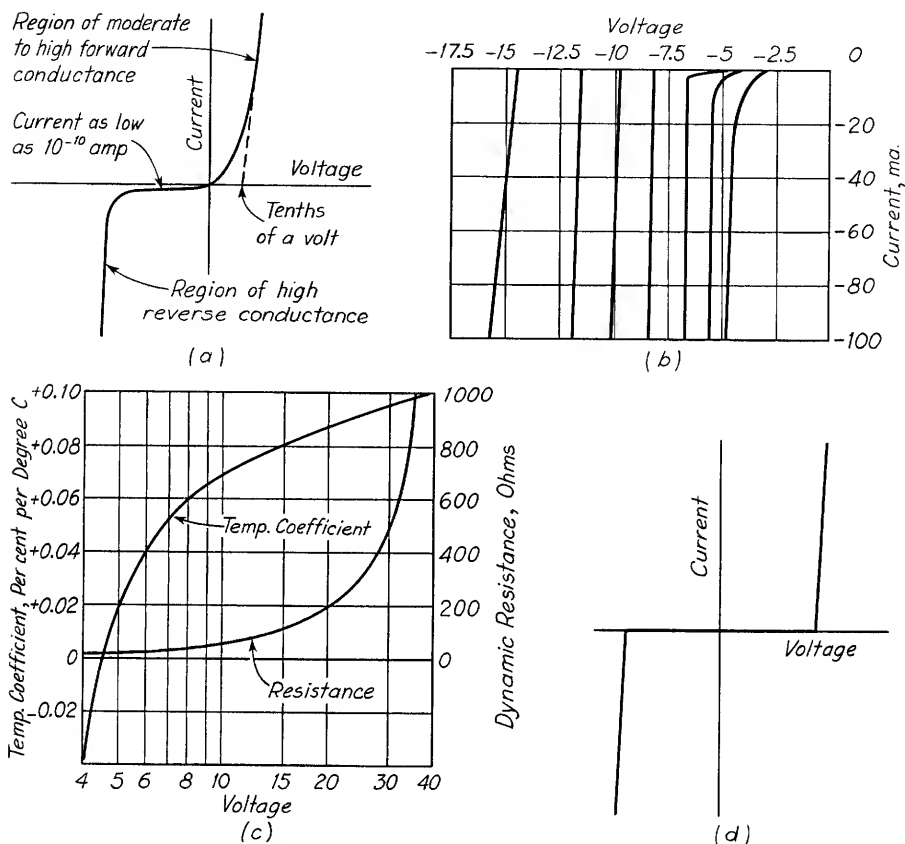 Region of moderate
to high forward
conductance
Current
Current as low
as 10⁻¹⁰ amp
Voltage
Tenths
of a volt
Region of high
reverse conductance
(a)
Voltage
-17.5 -15 -12.5 -10 -7.5 -5 -2.5 0
-20
-40
-60
-80
-100
Current, ma.
(b)
Temp. Coefficient, Per cent per Degree C
+0.10
+0.08
+0.06
+0.04
+0.02
0
-0.02
Temp. Coefficient
Resistance
1000
800
600
400
200
0
Dynamic Resistance, Ohms
4 5 6 7 8 10 15 20 30 40
Voltage
(c)
Current
Voltage
(d)